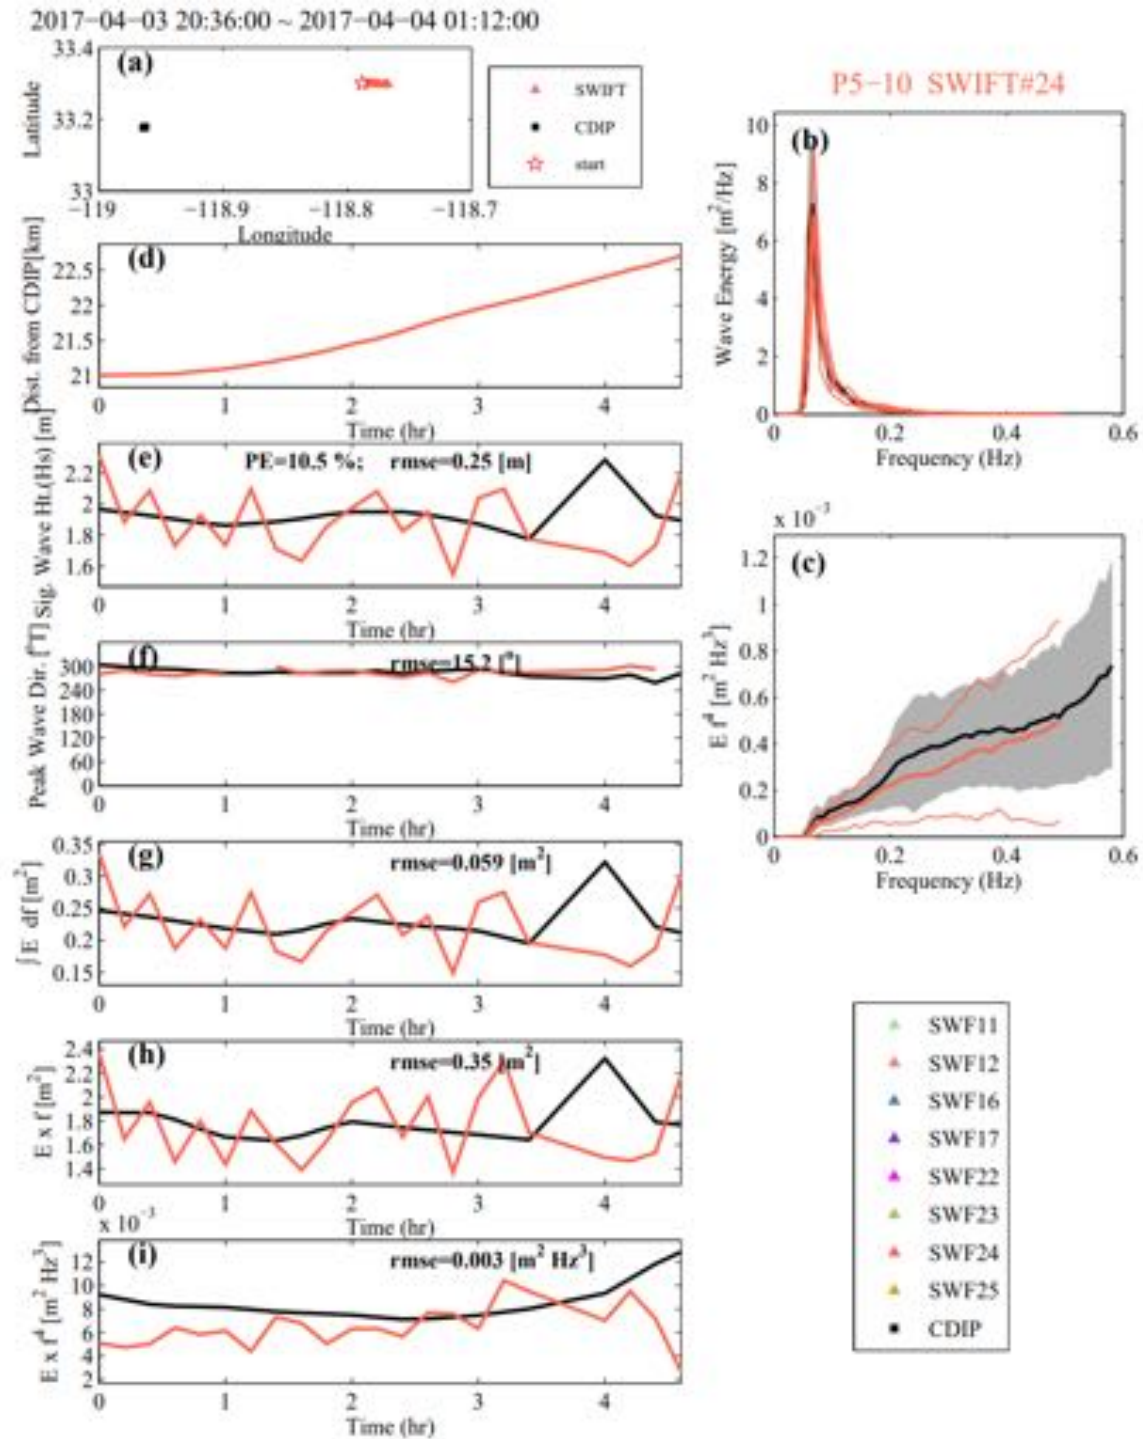 2017−04−03 20:36:00 ~ 2017−04−04 01:12:00
(a)
Latitude
33.4
33.2
33
−119
−118.9
−118.8
−118.7
Longitude
SWIFT
CDIP
start
P5−10 SWIFT#24
(b)
Wave Energy [m²/Hz]
10
8
6
4
2
0
0
0.2
0.4
0.6
Frequency (Hz)
x 10⁻³
(c)
E f⁴ [m² Hz³]
1.2
1
0.8
0.6
0.4
0.2
0
0
0.2
0.4
0.6
Frequency (Hz)
(d)
Dist. from CDIP[km]
22.5
22
21.5
21
0
1
2
3
4
Time (hr)
(e)
PE=10.5 %; rmse=0.25 [m]
Sig. Wave Ht.(Hs) [m]
2.2
2
1.8
1.6
0
1
2
3
4
Time (hr)
(f)
rmse=15.2 [°]
Peak Wave Dir. [°T]
300
240
180
120
60
0
0
1
2
3
4
Time (hr)
(g)
rmse=0.059 [m²]
∫E df [m²]
0.35
0.3
0.25
0.2
0.15
0
1
2
3
4
Time (hr)
(h)
rmse=0.35 [m²]
E x f [m²]
2.4
2.2
2
1.8
1.6
1.4
0
1
2
3
4
Time (hr)
x 10⁻³
(i)
rmse=0.003 [m² Hz³]
E x f⁴ [m² Hz³]
12
10
8
6
4
2
0
1
2
3
4
Time (hr)
SWF11
SWF12
SWF16
SWF17
SWF22
SWF23
SWF24
SWF25
CDIP